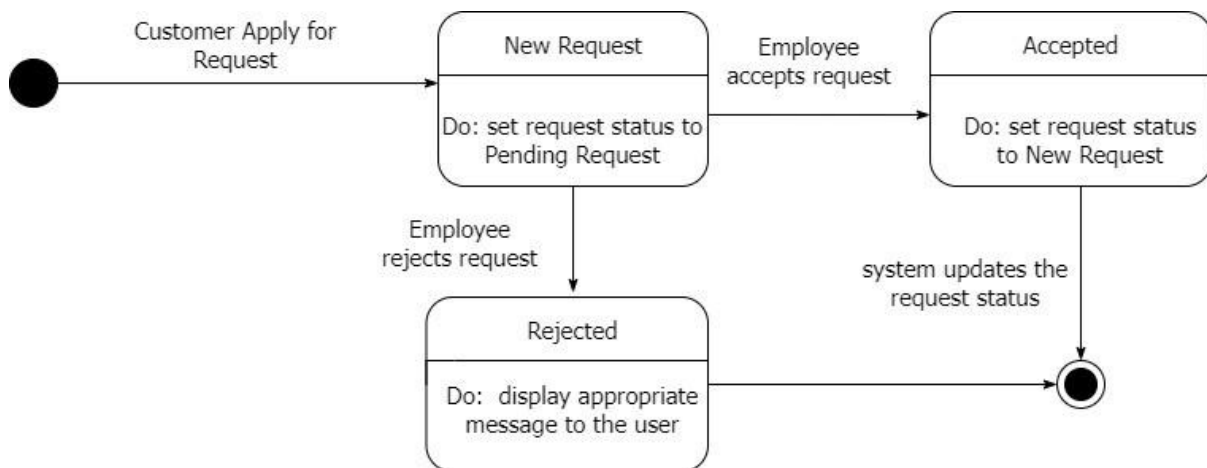 Customer Apply for
Request
New Request
Do: set request status to
Pending Request
Employee
accepts request
Accepted
Do: set request status
to New Request
Employee
rejects request
system updates the
request status
Rejected
Do:  display appropriate
message to the user